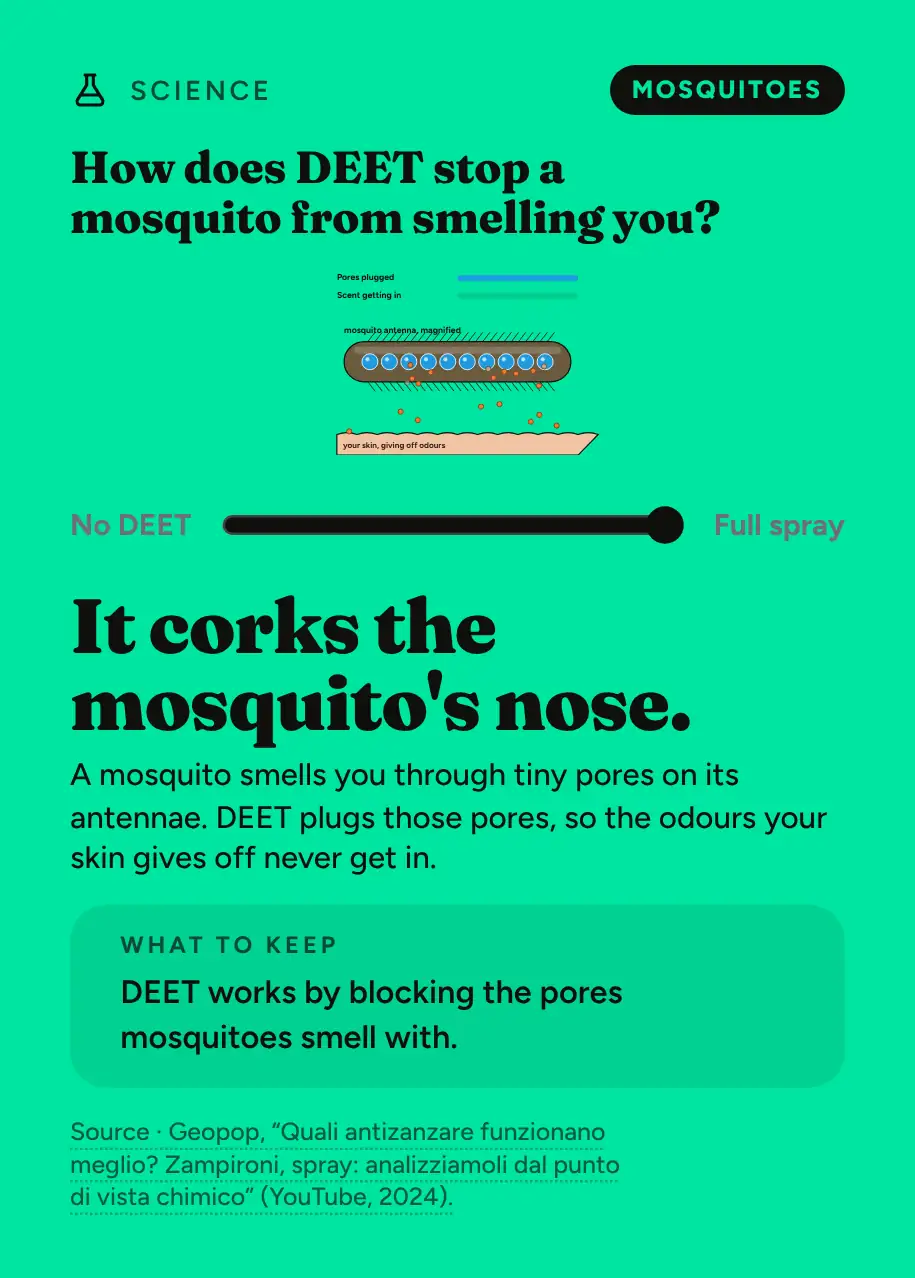 SCIENCE
MOSQUITOES
How does DEET stop a
mosquito from smelling you?
Pores plugged
Scent getting in
mosquito antenna, magnified
your skin, giving off odours
No DEET
Full spray
It corks the
mosquito's nose.
A mosquito smells you through tiny pores on its
antennae. DEET plugs those pores, so the odours your
skin gives off never get in.
WHAT TO KEEP
DEET works by blocking the pores
mosquitoes smell with.
Source · Geopop, “Quali antizanzare funzionano
meglio? Zampironi, spray: analizziamoli dal punto
di vista chimico” (YouTube, 2024).